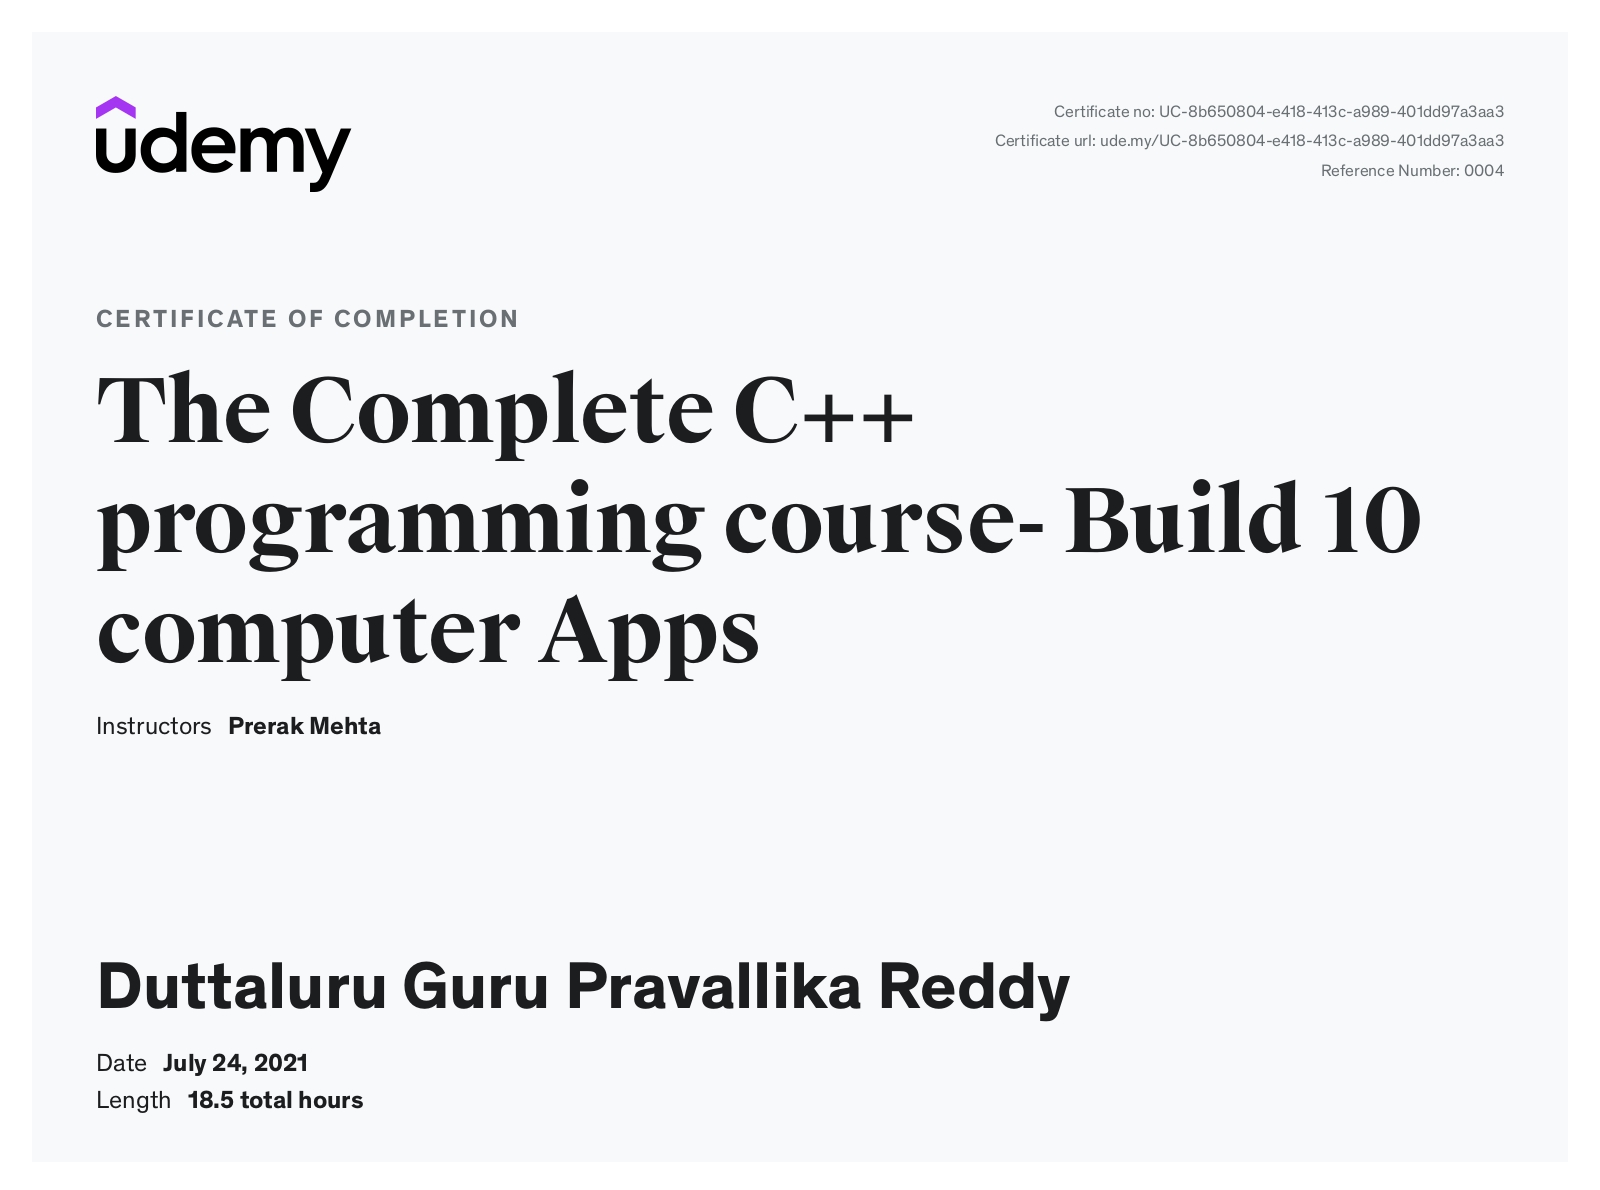 udemy
Certificate no: UC-8b650804-e418-413c-a989-401dd97a3aa3
Certificate url: ude.my/UC-8b650804-e418-413c-a989-401dd97a3aa3
Reference Number: 0004
CERTIFICATE OF COMPLETION
The Complete C++
programming course- Build 10
computer Apps
Instructors Prerak Mehta
Duttaluru Guru Pravallika Reddy
Date July 24, 2021
Length 18.5 total hours